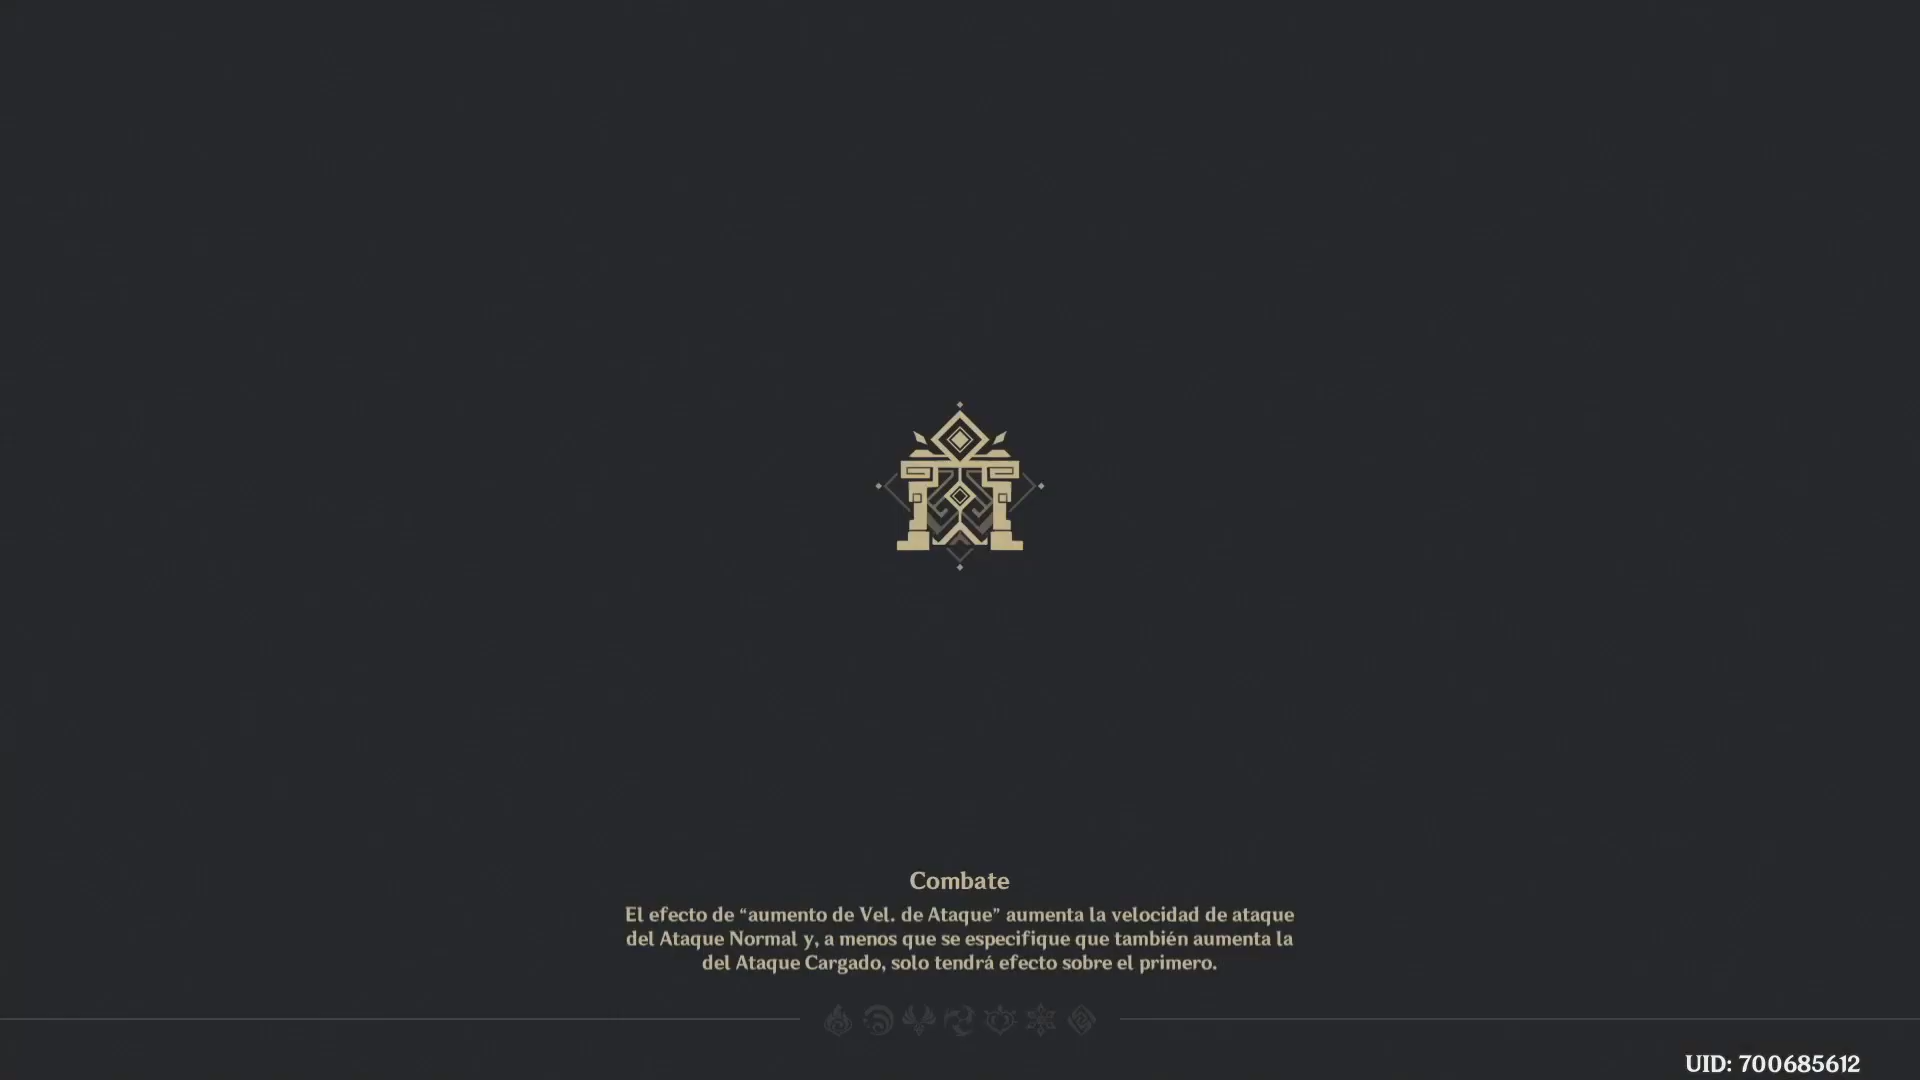 Combate
El efecto de “aumento de Vel. de Ataque” aumenta la velocidad de ataque
del Ataque Normal y, a menos que se especifique que también aumenta la
del Ataque Cargado, solo tendrá efecto sobre el primero.
UID: 700685612